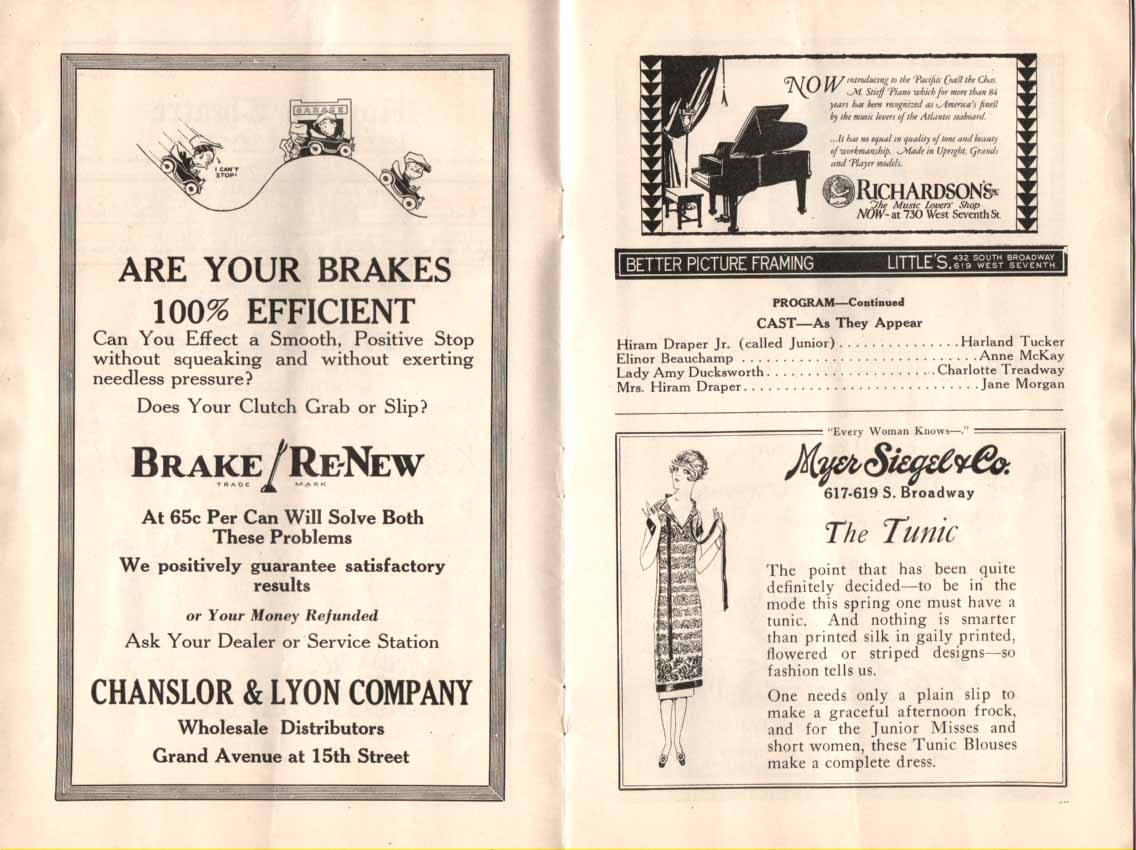 GARAGE
I CAN'T
STOP!
ARE YOUR BRAKES
100% EFFICIENT
Can You Effect a Smooth, Positive Stop
without squeaking and without exerting
needless pressure?
Does Your Clutch Grab or Slip?
BRAKE RE-NEW
TRADE MARK
At 65c Per Can Will Solve Both
These Problems
We positively guarantee satisfactory
results
or Your Money Refunded
Ask Your Dealer or Service Station
CHANSLOR & LYON COMPANY
Wholesale Distributors
Grand Avenue at 15th Street
NOW introducing to the Pacific Coast the Chas.
M. Stieff Piano which for more than 84
years has been recognized as America's finest
by the music lovers of the Atlantic seaboard.
...It has no equal in quality of tone and beauty
of workmanship. Made in Upright, Grands
and Player models.
RICHARDSON'S INC
The Music Lovers' Shop
NOW- at 730 West Seventh St.
BETTER PICTURE FRAMING LITTLE'S, 432 SOUTH BROADWAY
619 WEST SEVENTH
PROGRAM—Continued
CAST—As They Appear
Hiram Draper Jr. (called Junior) . . . . . . . . . . . . . . . Harland Tucker
Elinor Beauchamp . . . . . . . . . . . . . . . . . . . . . . . . . . . . . Anne McKay
Lady Amy Ducksworth . . . . . . . . . . . . . . . . . . . . . Charlotte Treadway
Mrs. Hiram Draper . . . . . . . . . . . . . . . . . . . . . . . . . . . . . Jane Morgan
"Every Woman Knows—."
Myer Siegel & Co.
617-619 S. Broadway
The Tunic
The point that has been quite
definitely decided—to be in the
mode this spring one must have a
tunic. And nothing is smarter
than printed silk in gaily printed,
flowered or striped designs—so
fashion tells us.
One needs only a plain slip to
make a graceful afternoon frock,
and for the Junior Misses and
short women, these Tunic Blouses
make a complete dress.